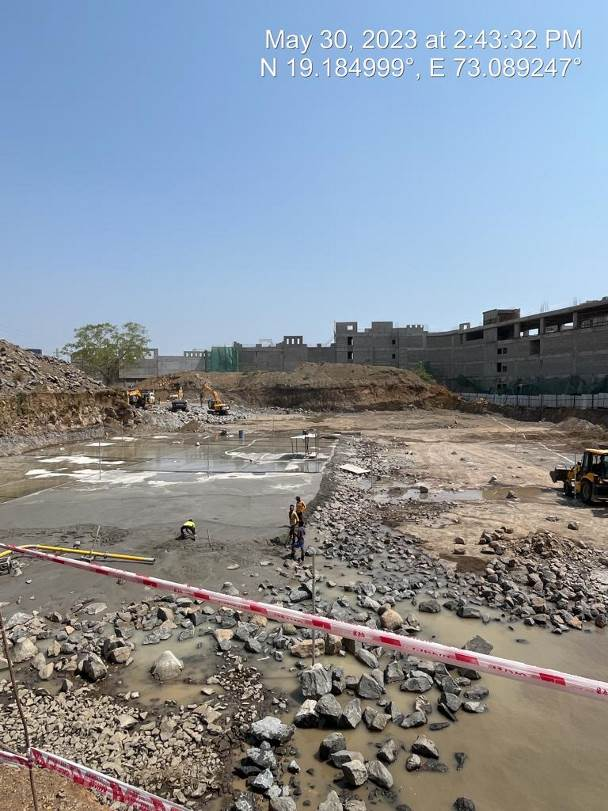 May 30, 2023 at 2:43:32 PM
N 19.184999°, E 73.089247°